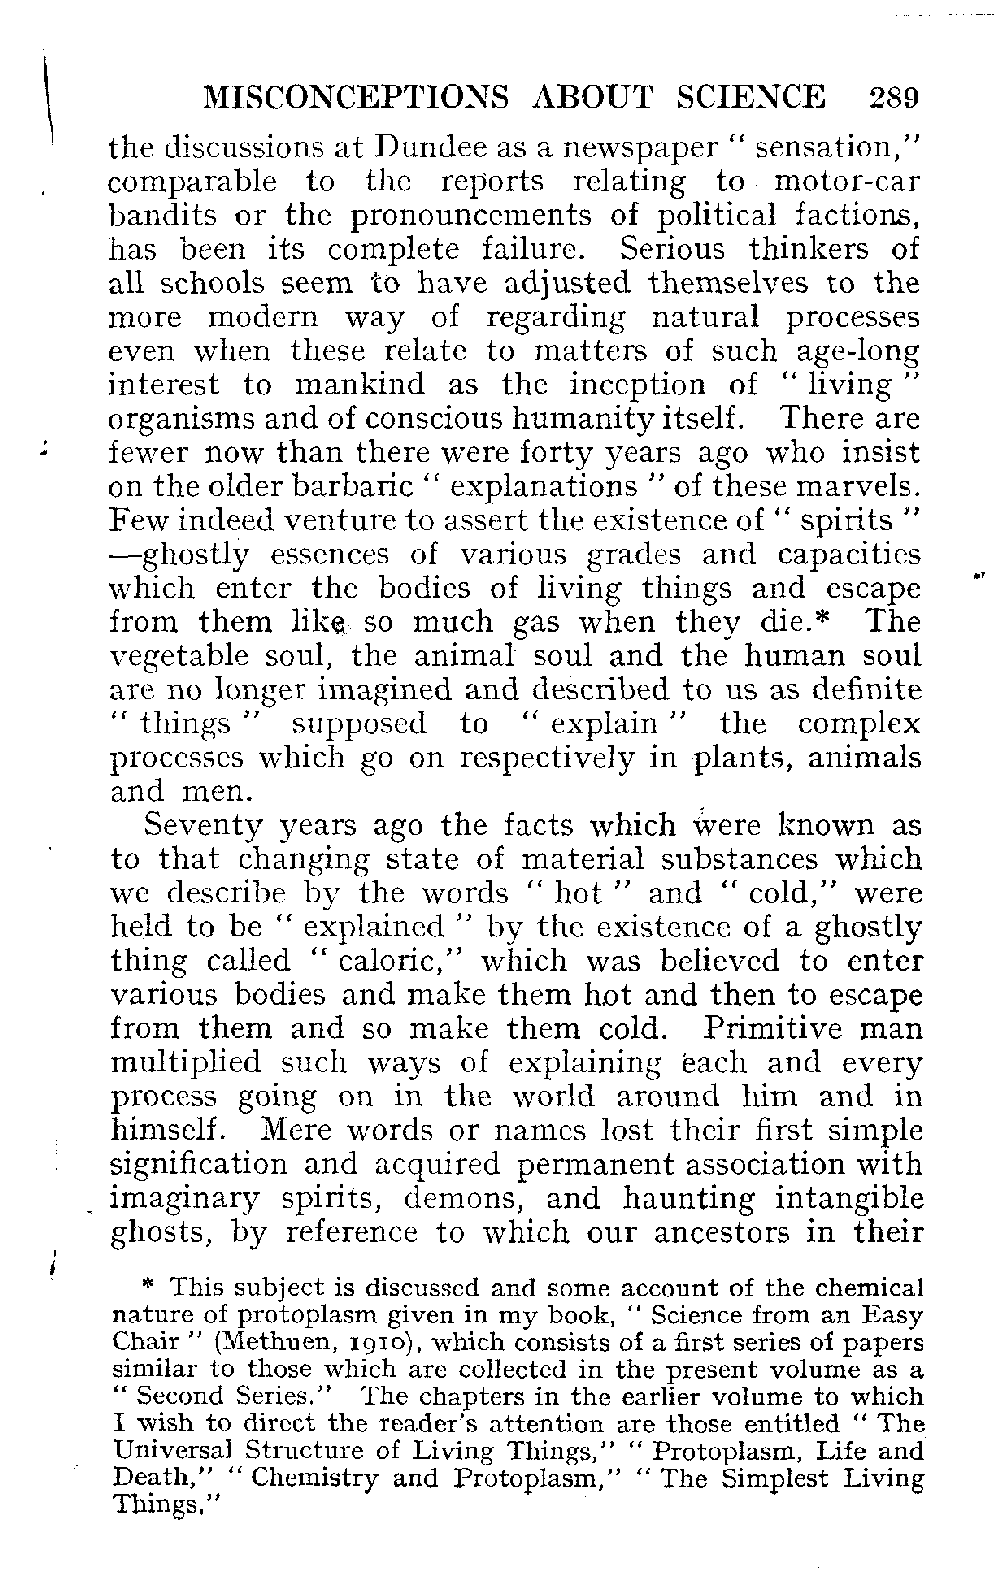 MISCONCEPTIONS ABOUT SCIENCE 289
the discussions at Dundee as a newspaper “ sensation,”
comparable to the reports relating to motor-car
bandits or the pronouncements of political factions,
has been its complete failure. Serious thinkers of
all schools seem to have adjusted themselves to the
more modern way of regarding natural processes
even when these relate to matters of such age-long
interest to mankind as the inception of “ living ”
organisms and of conscious humanity itself. There are
fewer now than there were forty years ago who insist
on the older barbaric “ explanations ” of these marvels.
Few indeed venture to assert the existence of “ spirits ”
—ghostly essences of various grades and capacities
which enter the bodies of living things and escape
from them like so much gas when they die.* The
vegetable soul, the animal soul and the human soul
are no longer imagined and described to us as definite
“ things ” supposed to “ explain ” the complex
processes which go on respectively in plants, animals
and men.
Seventy years ago the facts which were known as
to that changing state of material substances which
we describe by the words “ hot ” and “ cold,” were
held to be “ explained ” by the existence of a ghostly
thing called “ caloric,” which was believed to enter
various bodies and make them hot and then to escape
from them and so make them cold. Primitive man
multiplied such ways of explaining each and every
process going on in the world around him and in
himself. Mere words or names lost their first simple
signification and acquired permanent association with
imaginary spirits, demons, and haunting intangible
ghosts, by reference to which our ancestors in their
* This subject is discussed and some account of the chemical
nature of protoplasm given in my book, “ Science from an Easy
Chair ” (Methuen, 1910), which consists of a first series of papers
similar to those which are collected in the present volume as a
“ Second Series.” The chapters in the earlier volume to which
I wish to direct the reader’s attention are those entitled “ The
Universal Structure of Living Things,” “ Protoplasm, Life and
Death,” “ Chemistry and Protoplasm,” “ The Simplest Living
Things.”